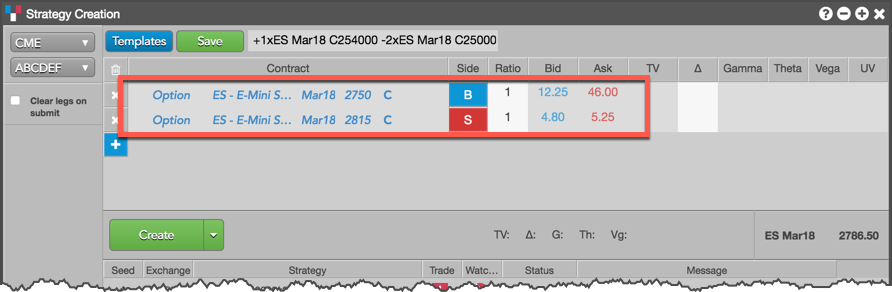 Strategy Creation
CME
Templates Save +1xES Mar18 C254000 -2xES Mar18 C25000
ABCDEF
Contract Side Ratio Bid Ask TV Δ Gamma Theta Vega UV
Clear legs on submit
Option ES - E-Mini S... Mar18 2750 C B 1 12.25 46.00
Option ES - E-Mini S... Mar18 2815 C S 1 4.80 5.25
Create TV: Δ: G: Th: Vg: ES Mar18 2786.50
Seed Exchange Strategy Trade Watc... Status Message